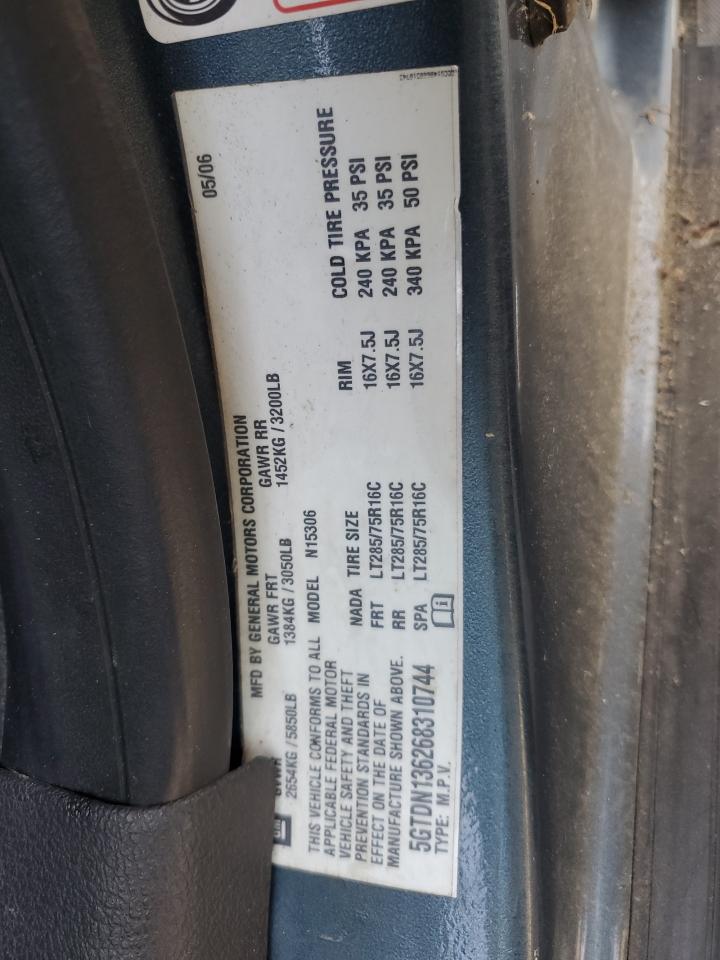 MFD BY GENERAL MOTORS CORPORATION 05/06
GVWR GAWR FRT GAWR RR
2654KG / 5850LB 1384KG / 3050LB 1452KG / 3200LB
THIS VEHICLE CONFORMS TO ALL
APPLICABLE FEDERAL MOTOR
VEHICLE SAFETY AND THEFT
PREVENTION STANDARDS IN
EFFECT ON THE DATE OF
MANUFACTURE SHOWN ABOVE.
5GTDN136268310744
TYPE: M.P.V.
MODEL N15306
NADA TIRE SIZE RIM COLD TIRE PRESSURE
FRT LT285/75R16C 16X7.5J 240 KPA 35 PSI
RR LT285/75R16C 16X7.5J 240 KPA 35 PSI
SPA LT285/75R16C 16X7.5J 340 KPA 50 PSI